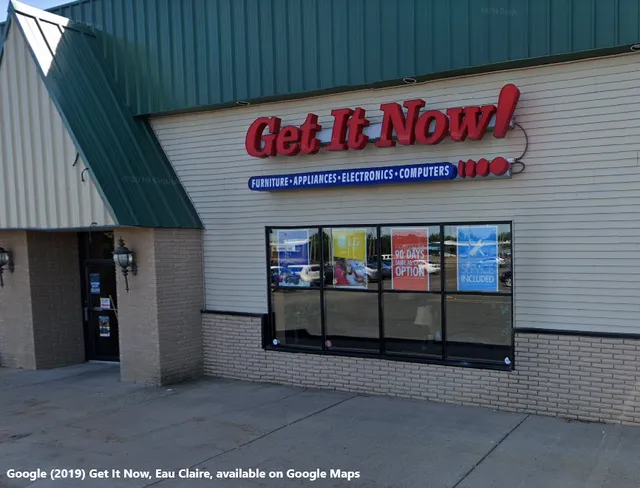 Get It Now!
FURNITURE • APPLIANCES • ELECTRONICS • COMPUTERS
90 DAYS
OPTION
INCLUDED
Google (2019) Get It Now, Eau Claire, available on Google Maps